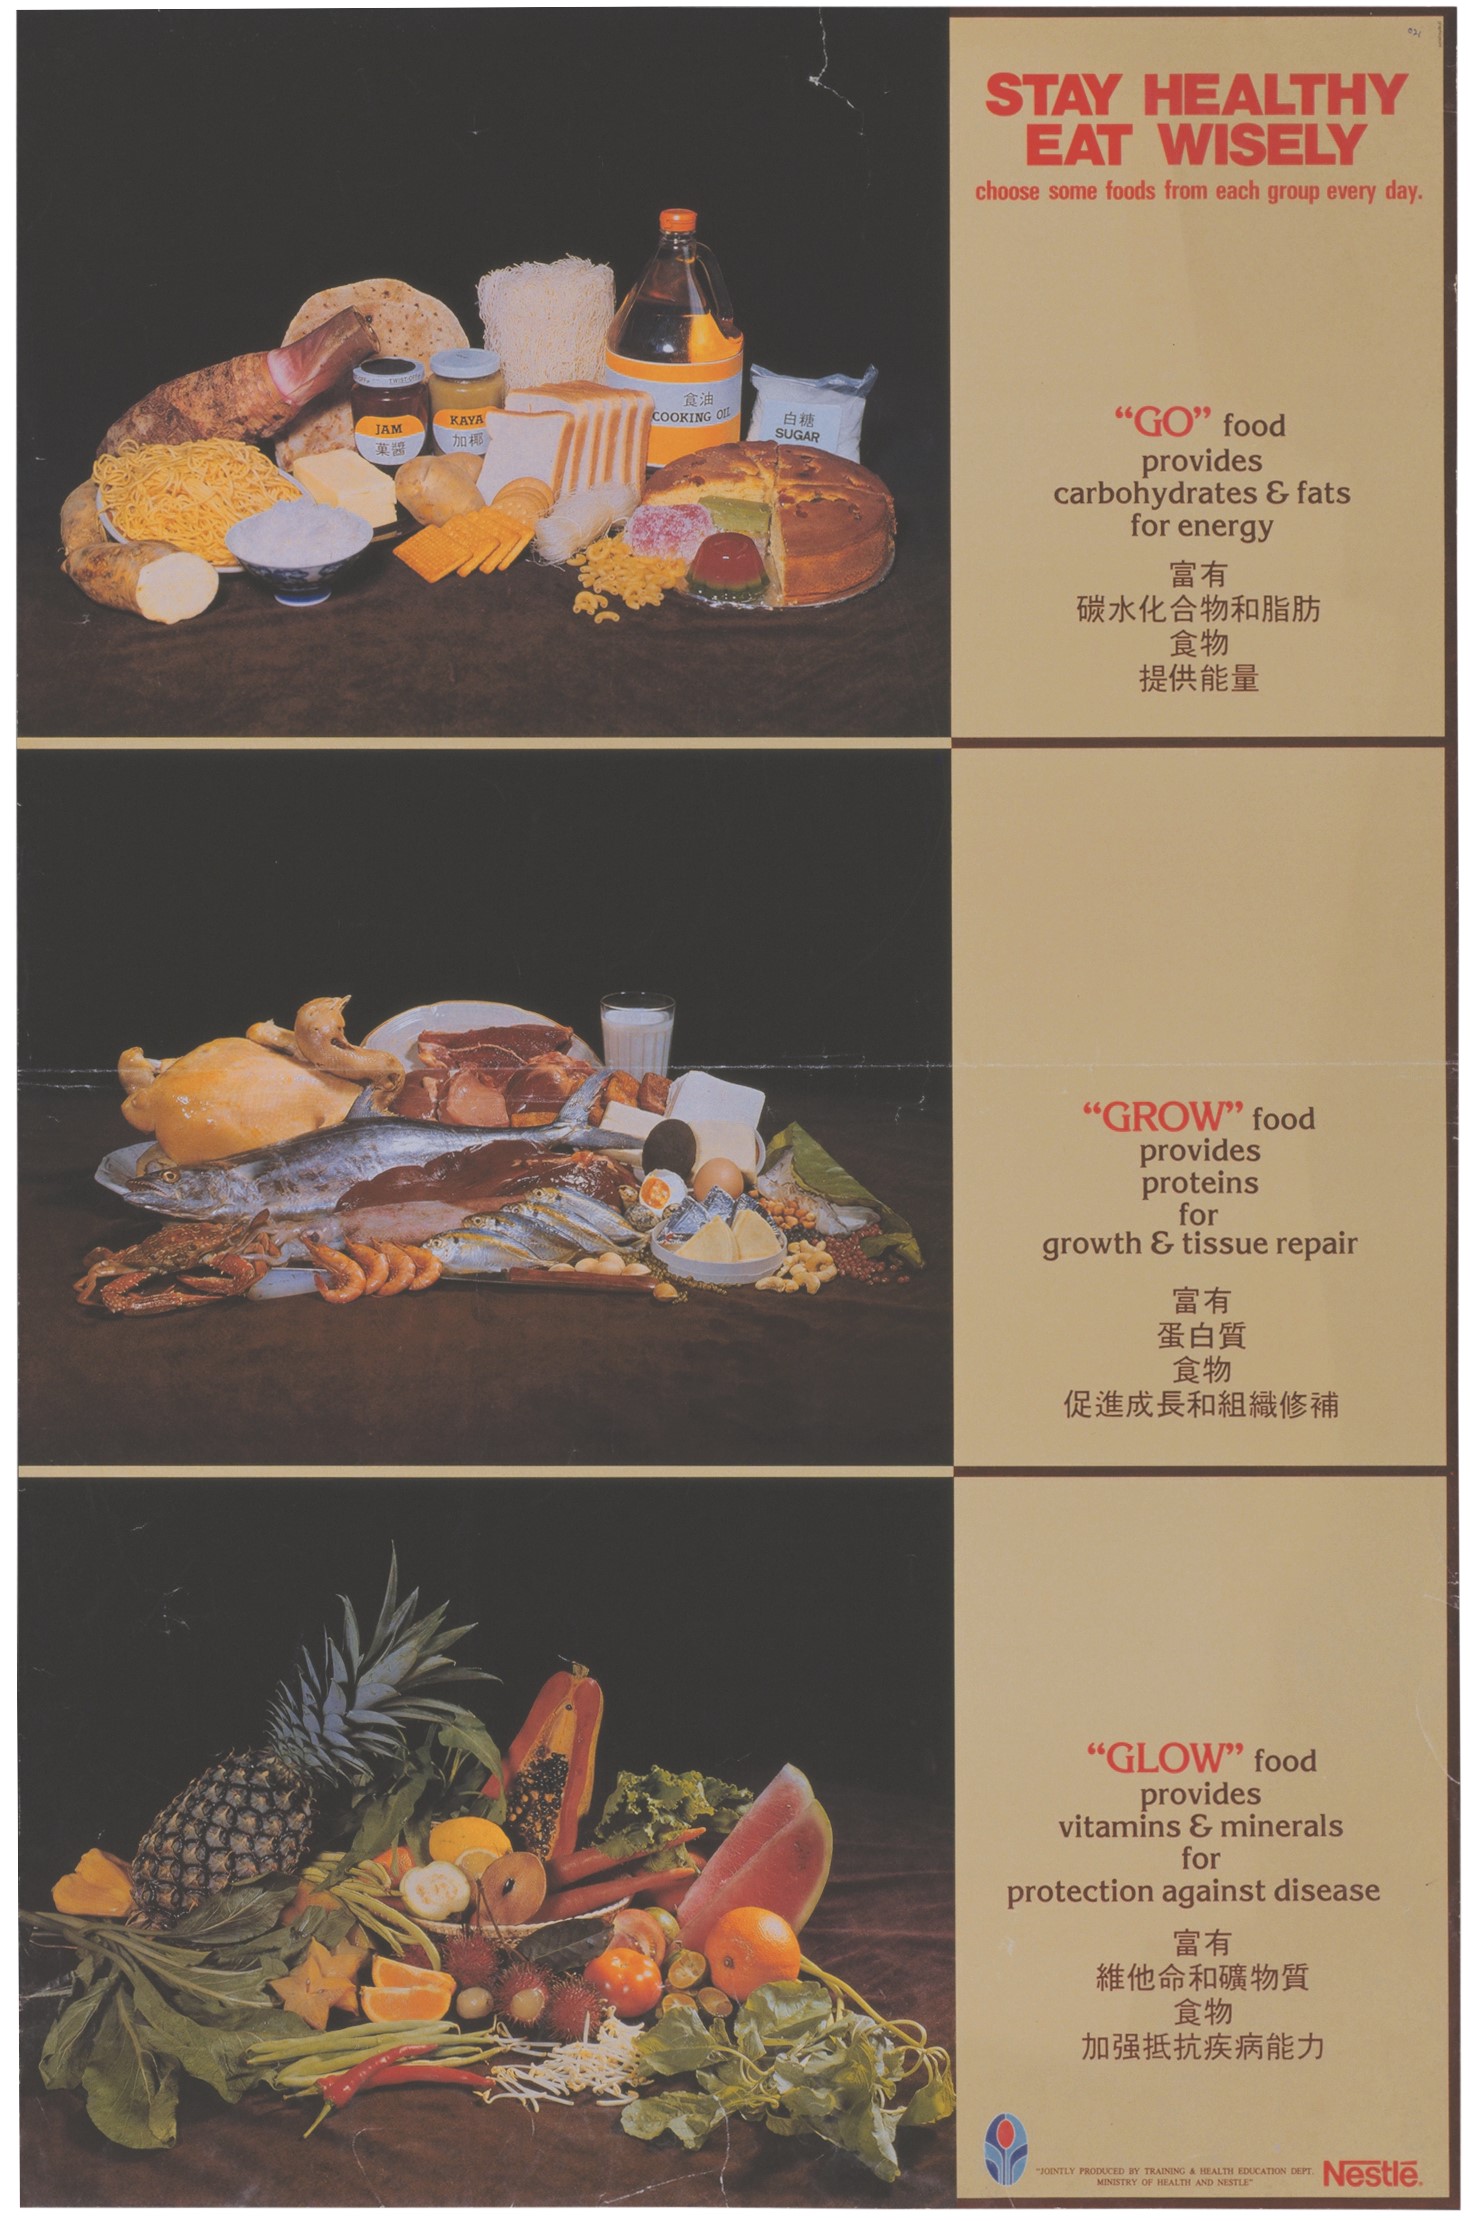 021
STAY HEALTHY
EAT WISELY
choose some foods from each group every day.
JAM
菓醬
KAYA
加椰
食油
COOKING OIL
白糖
SUGAR
“GO” food
provides
carbohydrates & fats
for energy
富有
碳水化合物和脂肪
食物
提供能量
“GROW” food
provides
proteins
for
growth & tissue repair
富有
蛋白質
食物
促進成長和組織修補
“GLOW” food
provides
vitamins & minerals
for
protection against disease
富有
維他命和礦物質
食物
加强抵抗疾病能力
“JOINTLY PRODUCED BY TRAINING & HEALTH EDUCATION DEPT.
MINISTRY OF HEALTH AND NESTLE”
Nestlé.